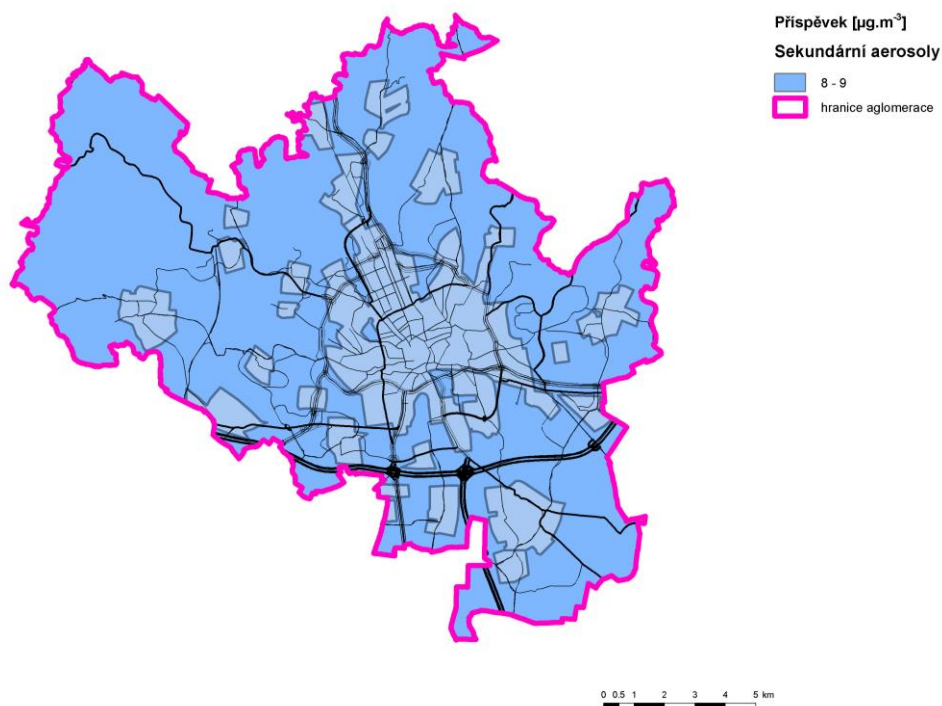 Příspěvek [µg.m⁻³]
Sekundární aerosoly
8 - 9
hranice aglomerace
0 0.5 1 2 3 4 5 km